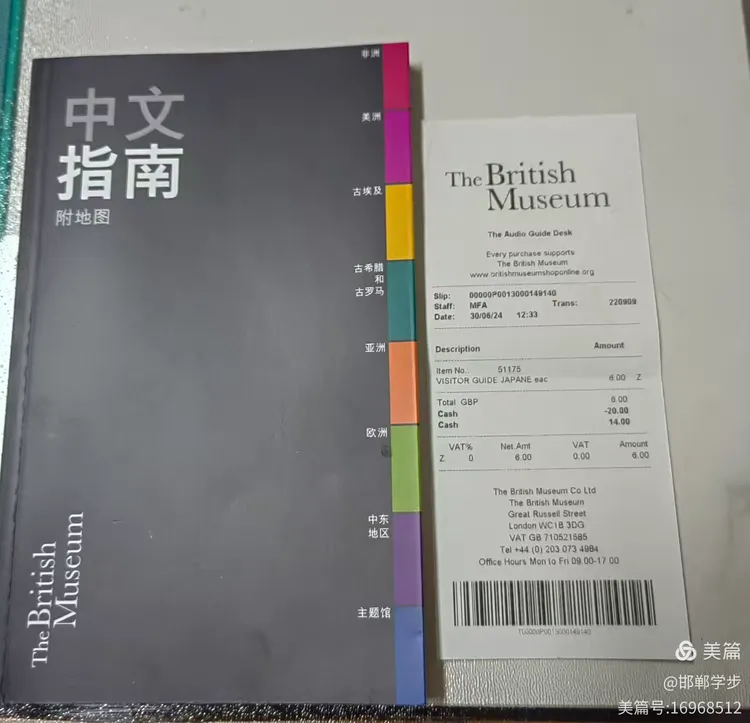 中文
指南
附地图
非洲
美洲
古埃及
古希腊
和
古罗马
亚洲
欧洲
中东
地区
主题馆
The British
Museum
The British
Museum
The Audio Guide Desk
Every purchase supports
The British Museum
www.britishmuseumshoponline.org
Slip: 00000P0013000149140
Staff: MFA Trans: 220909
Date: 30/06/24 12:33
Description Amount
Item No.: 51175
VISITOR GUIDE JAPANE eac 6.00 Z
Total GBP 6.00
Cash -20.00
Cash 14.00
VAT% Net.Amt VAT Amount
Z 0 6.00 0.00 6.00
The British Museum Co Ltd
The British Museum
Great Russell Street
London WC1B 3DG
VAT GB 710521585
Tel +44 (0) 203 073 4984
Office Hours Mon to Fri 09.00-17.00
T00000P0013000149140
美篇
@邯郸学步
美篇号:16968512